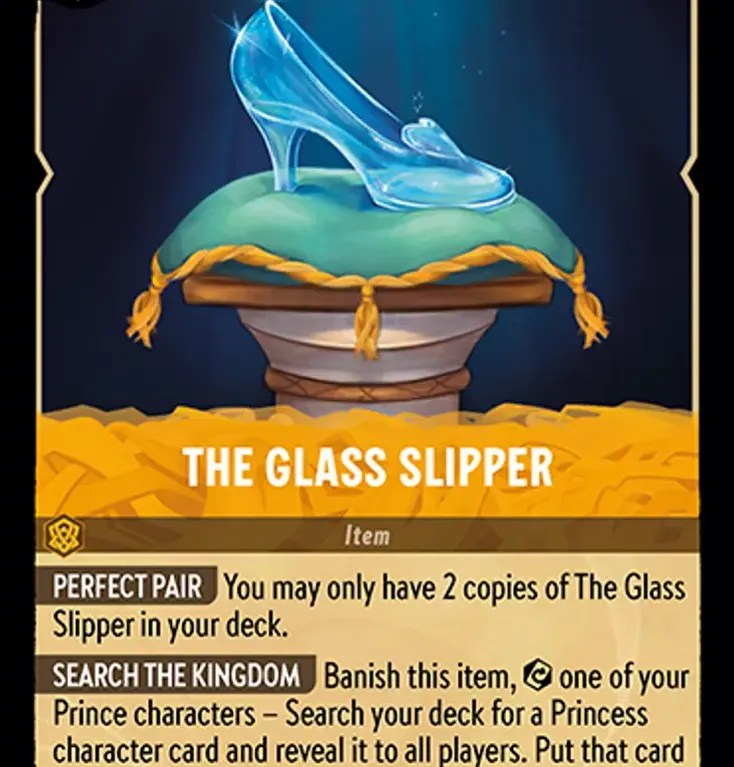 THE GLASS SLIPPER
Item
PERFECT PAIR You may only have 2 copies of The Glass
Slipper in your deck.
SEARCH THE KINGDOM Banish this item, one of your
Prince characters – Search your deck for a Princess
character card and reveal it to all players. Put that card